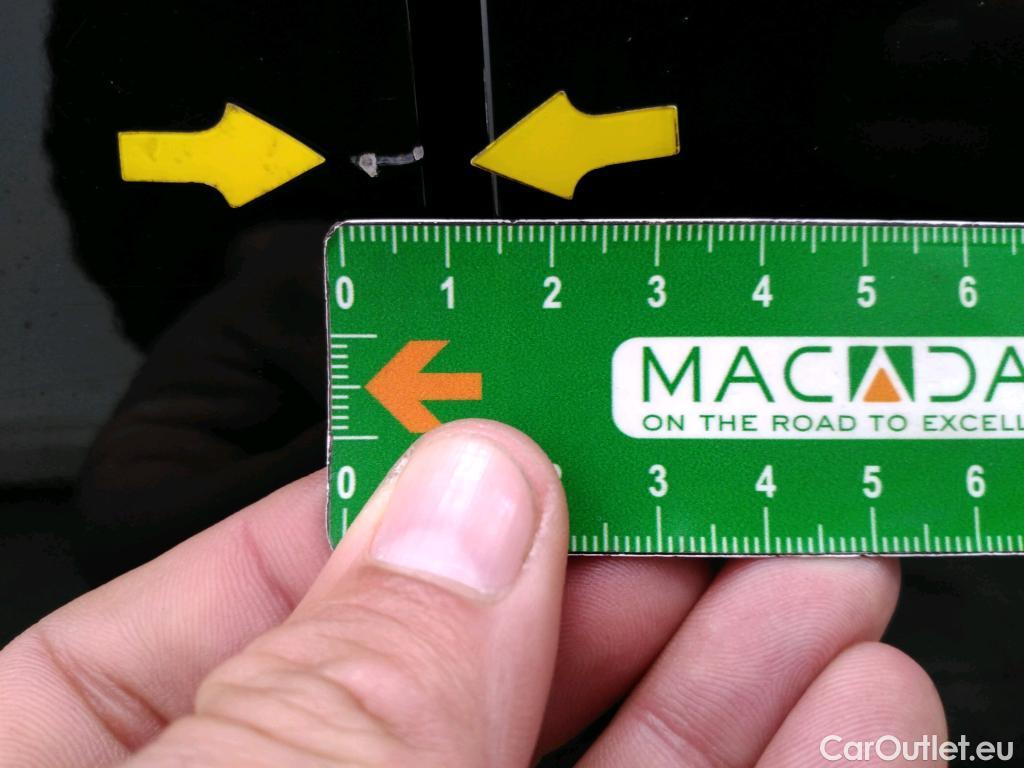 0 1 2 3 4 5 6
MACADA
ON THE ROAD TO EXCELL
0 3 4 5 6
CarOutlet.eu